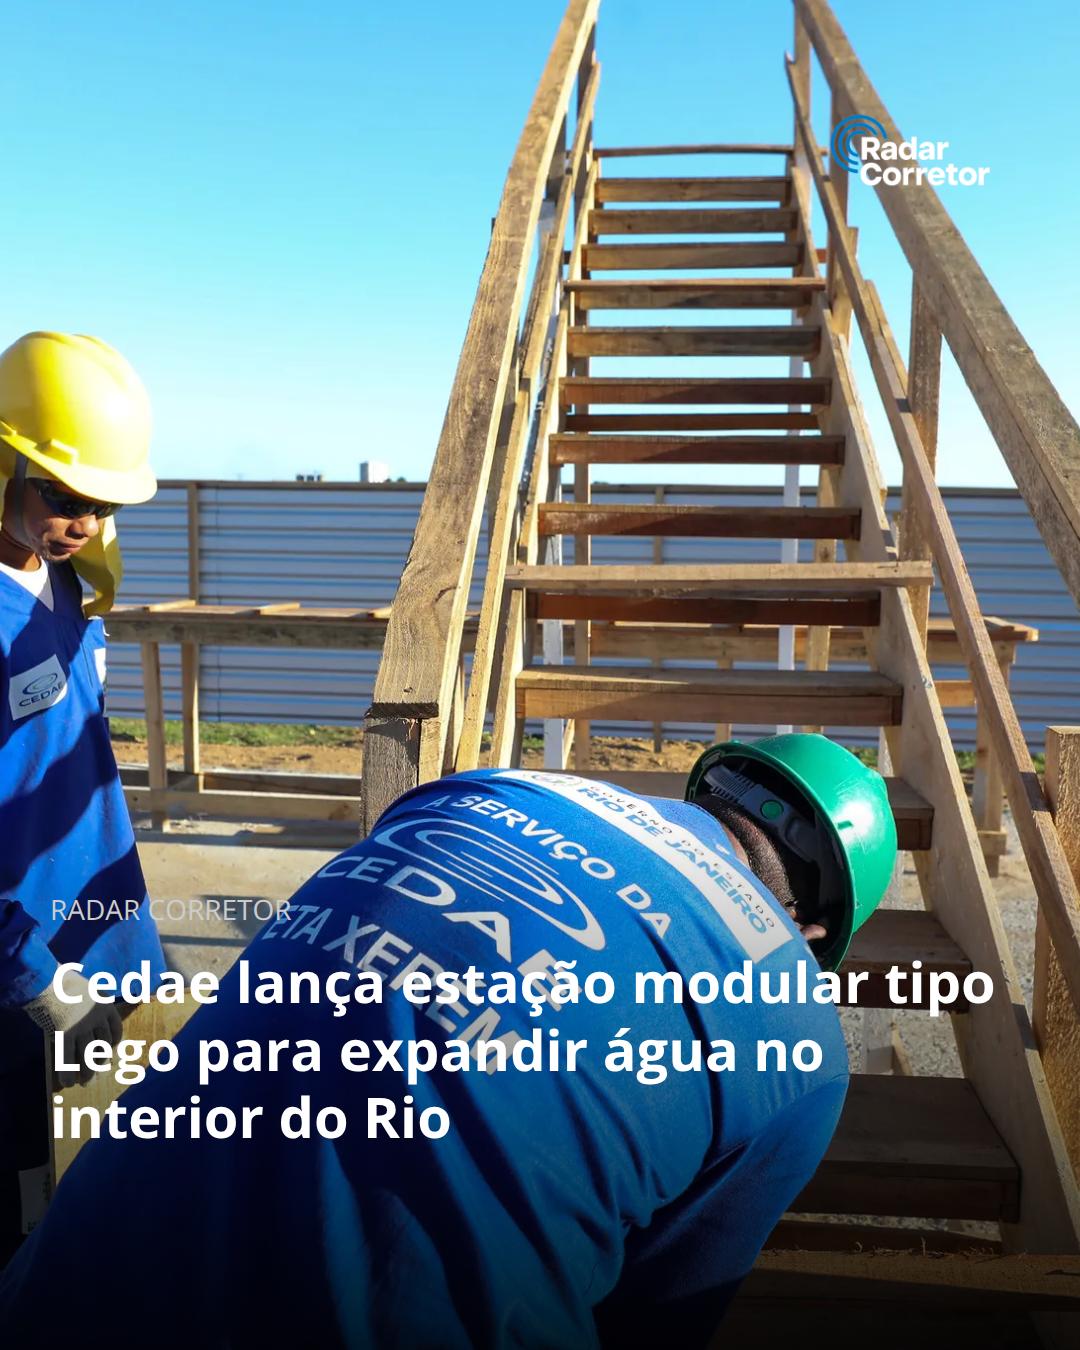 Radar
Corretor
CEDAE
GOVERNO DO ESTADO
RIO DE JANEIRO
A SERVIÇO DA
CEDAE
ETA XERÉM
RADAR CORRETOR
Cedae lança estação modular tipo
Lego para expandir água no
interior do Rio